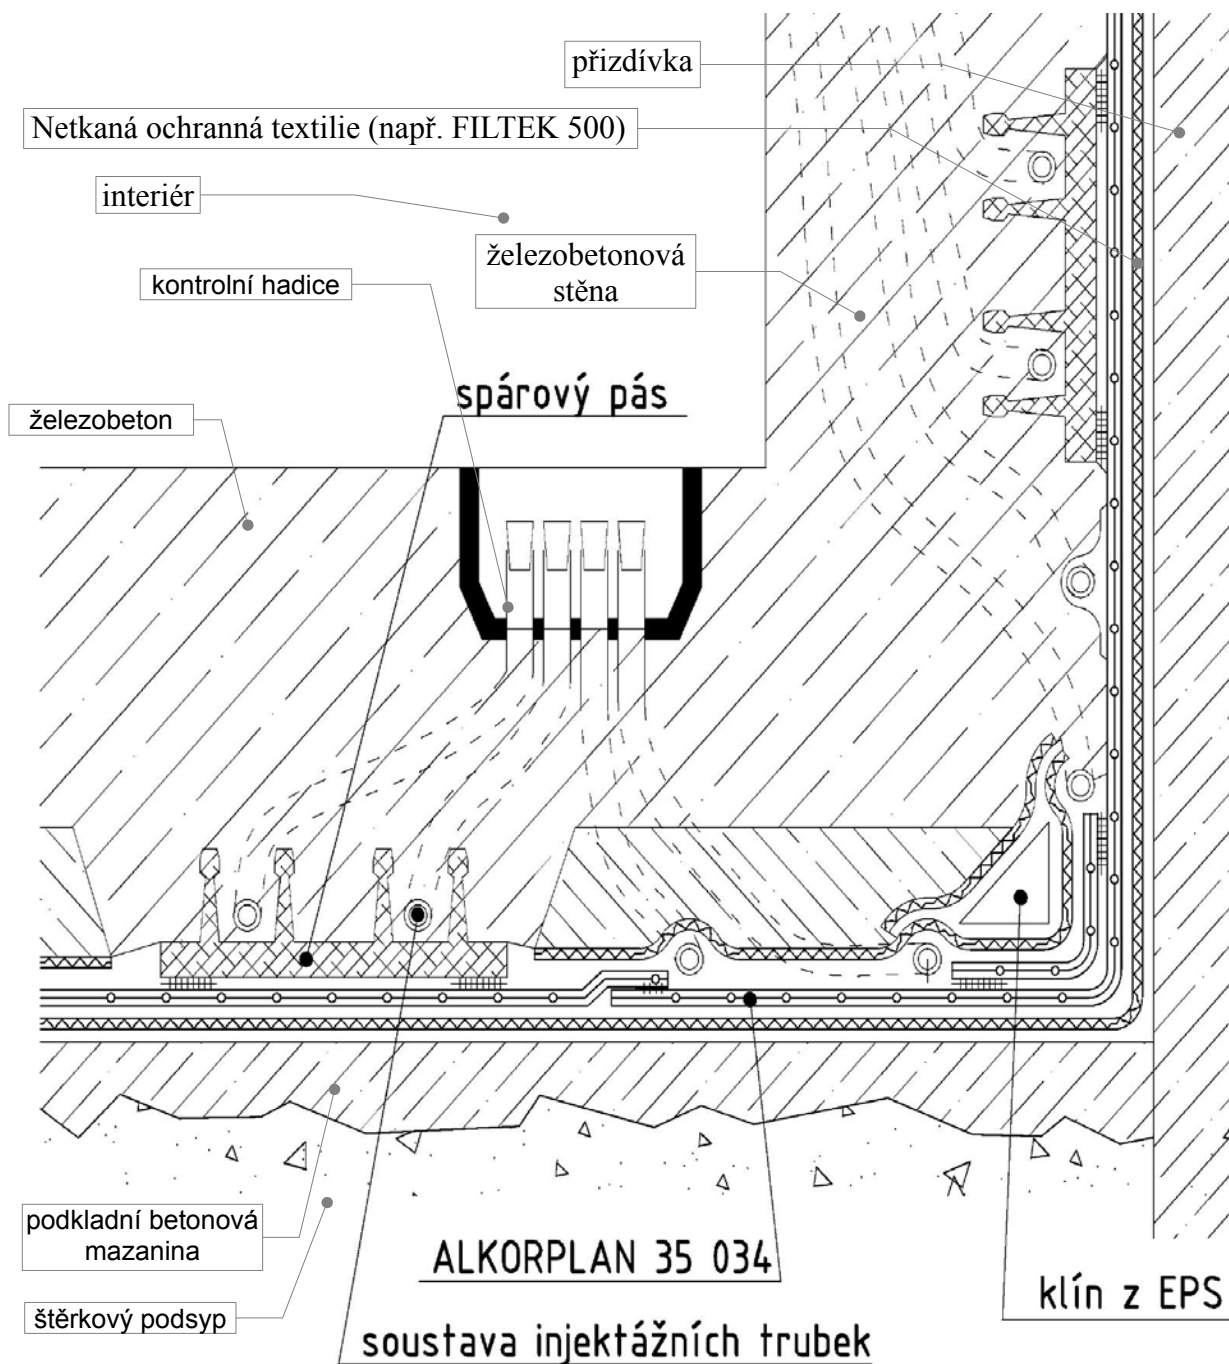 přizdívka
Netkaná ochranná textilie (např. FILTEK 500)
interiér
železobetonová
stěna
kontrolní hadice
spárový pás
železobeton
podkladní betonová
mazanina
ALKORPLAN 35 034
klín z EPS
štěrkový podsyp
soustava injektážních trubek